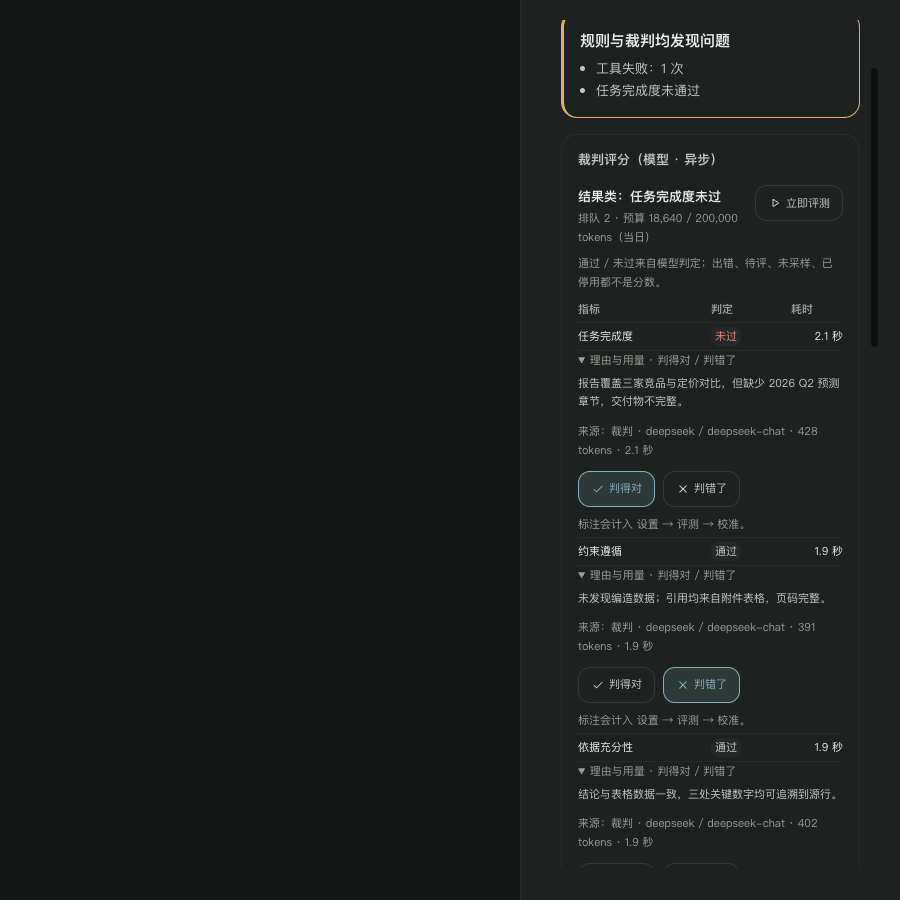 规则与裁判均发现问题
工具失败：1 次
任务完成度未通过
裁判评分（模型 · 异步）
结果类：任务完成度未过
立即评测
排队 2 · 预算 18,640 / 200,000
tokens（当日）
通过 / 未过来自模型判定；出错、待评、未采样、已
停用都不是分数。
指标 判定 耗时
任务完成度 未过 2.1 秒
▼ 理由与用量 · 判得对 / 判错了
报告覆盖三家竞品与定价对比，但缺少 2026 Q2 预测
章节，交付物不完整。
来源：裁判 · deepseek / deepseek-chat · 428
tokens · 2.1 秒
判得对 判错了
标注会计入 设置 → 评测 → 校准。
约束遵循 通过 1.9 秒
▼ 理由与用量 · 判得对 / 判错了
未发现编造数据；引用均来自附件表格，页码完整。
来源：裁判 · deepseek / deepseek-chat · 391
tokens · 1.9 秒
判得对 判错了
标注会计入 设置 → 评测 → 校准。
依据充分性 通过 1.9 秒
▼ 理由与用量 · 判得对 / 判错了
结论与表格数据一致，三处关键数字均可追溯到源行。
来源：裁判 · deepseek / deepseek-chat · 402
tokens · 1.9 秒